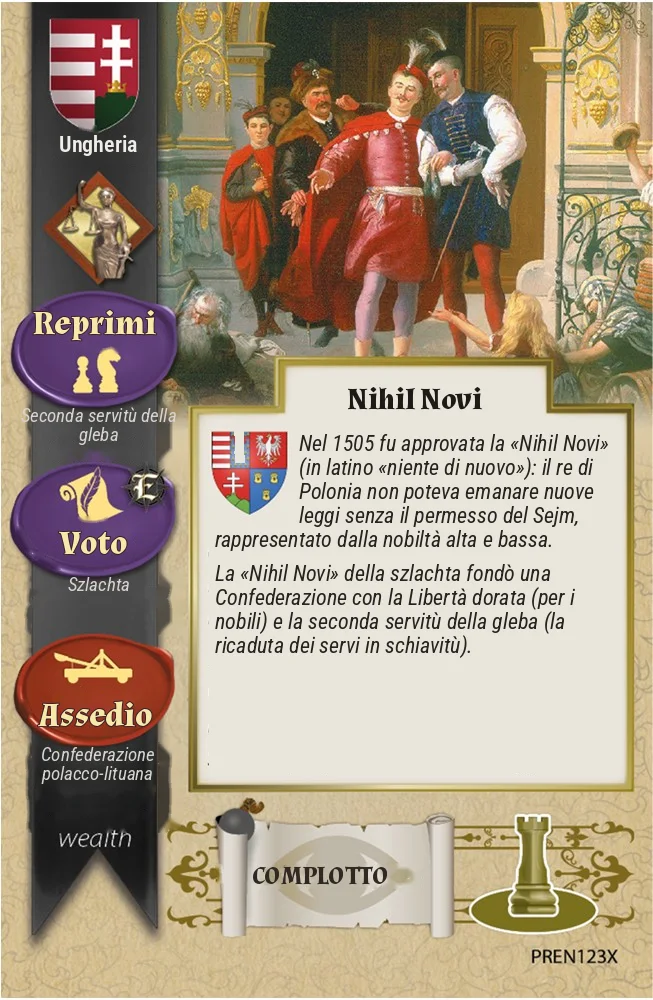 Ungheria
Reprimi
Seconda servitù della
gleba
E
Voto
Szlachta
Assedio
Confederazione
polacco-lituana
wealth
Nihil Novi
Nel 1505 fu approvata la «Nihil Novi»
(in latino «niente di nuovo»): il re di
Polonia non poteva emanare nuove
leggi senza il permesso del Sejm,
rappresentato dalla nobiltà alta e bassa.
La «Nihil Novi» della szlachta fondò una
Confederazione con la Libertà dorata (per i
nobili) e la seconda servitù della gleba (la
ricaduta dei servi in schiavitù).
COMPLOTTO
PREN123X